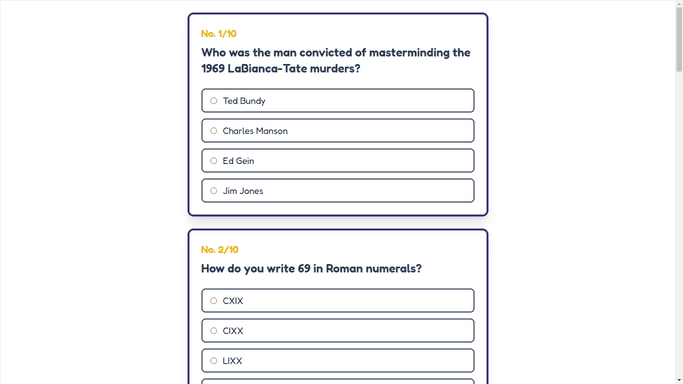 No. 1/10
Who was the man convicted of masterminding the
1969 LaBianca-Tate murders?
Ted Bundy
Charles Manson
Ed Gein
Jim Jones
No. 2/10
How do you write 69 in Roman numerals?
CXIX
CIXX
LIXX